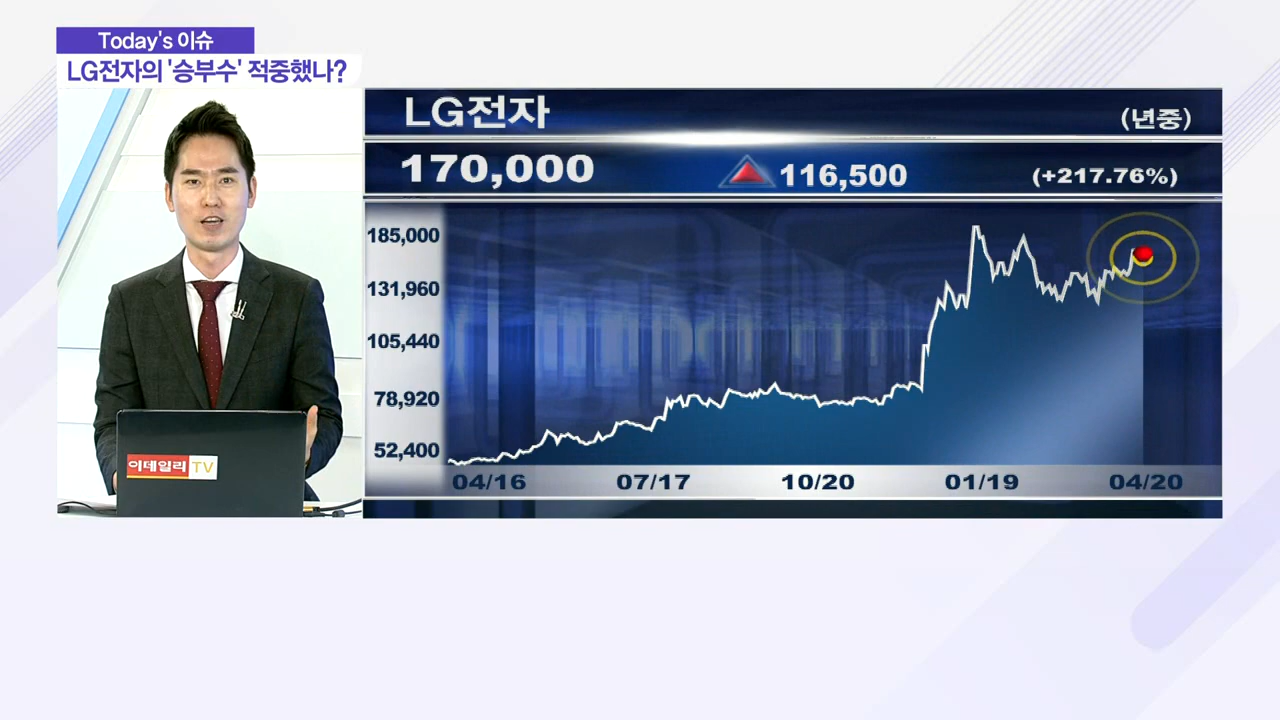 Today's 이슈
LG전자의 '승부수' 적중했나?
LG전자
(년중)
170,000
116,500
(+217.76%)
185,000
131,960
105,440
78,920
52,400
04/16
07/17
10/20
01/19
04/20
이데일리 TV